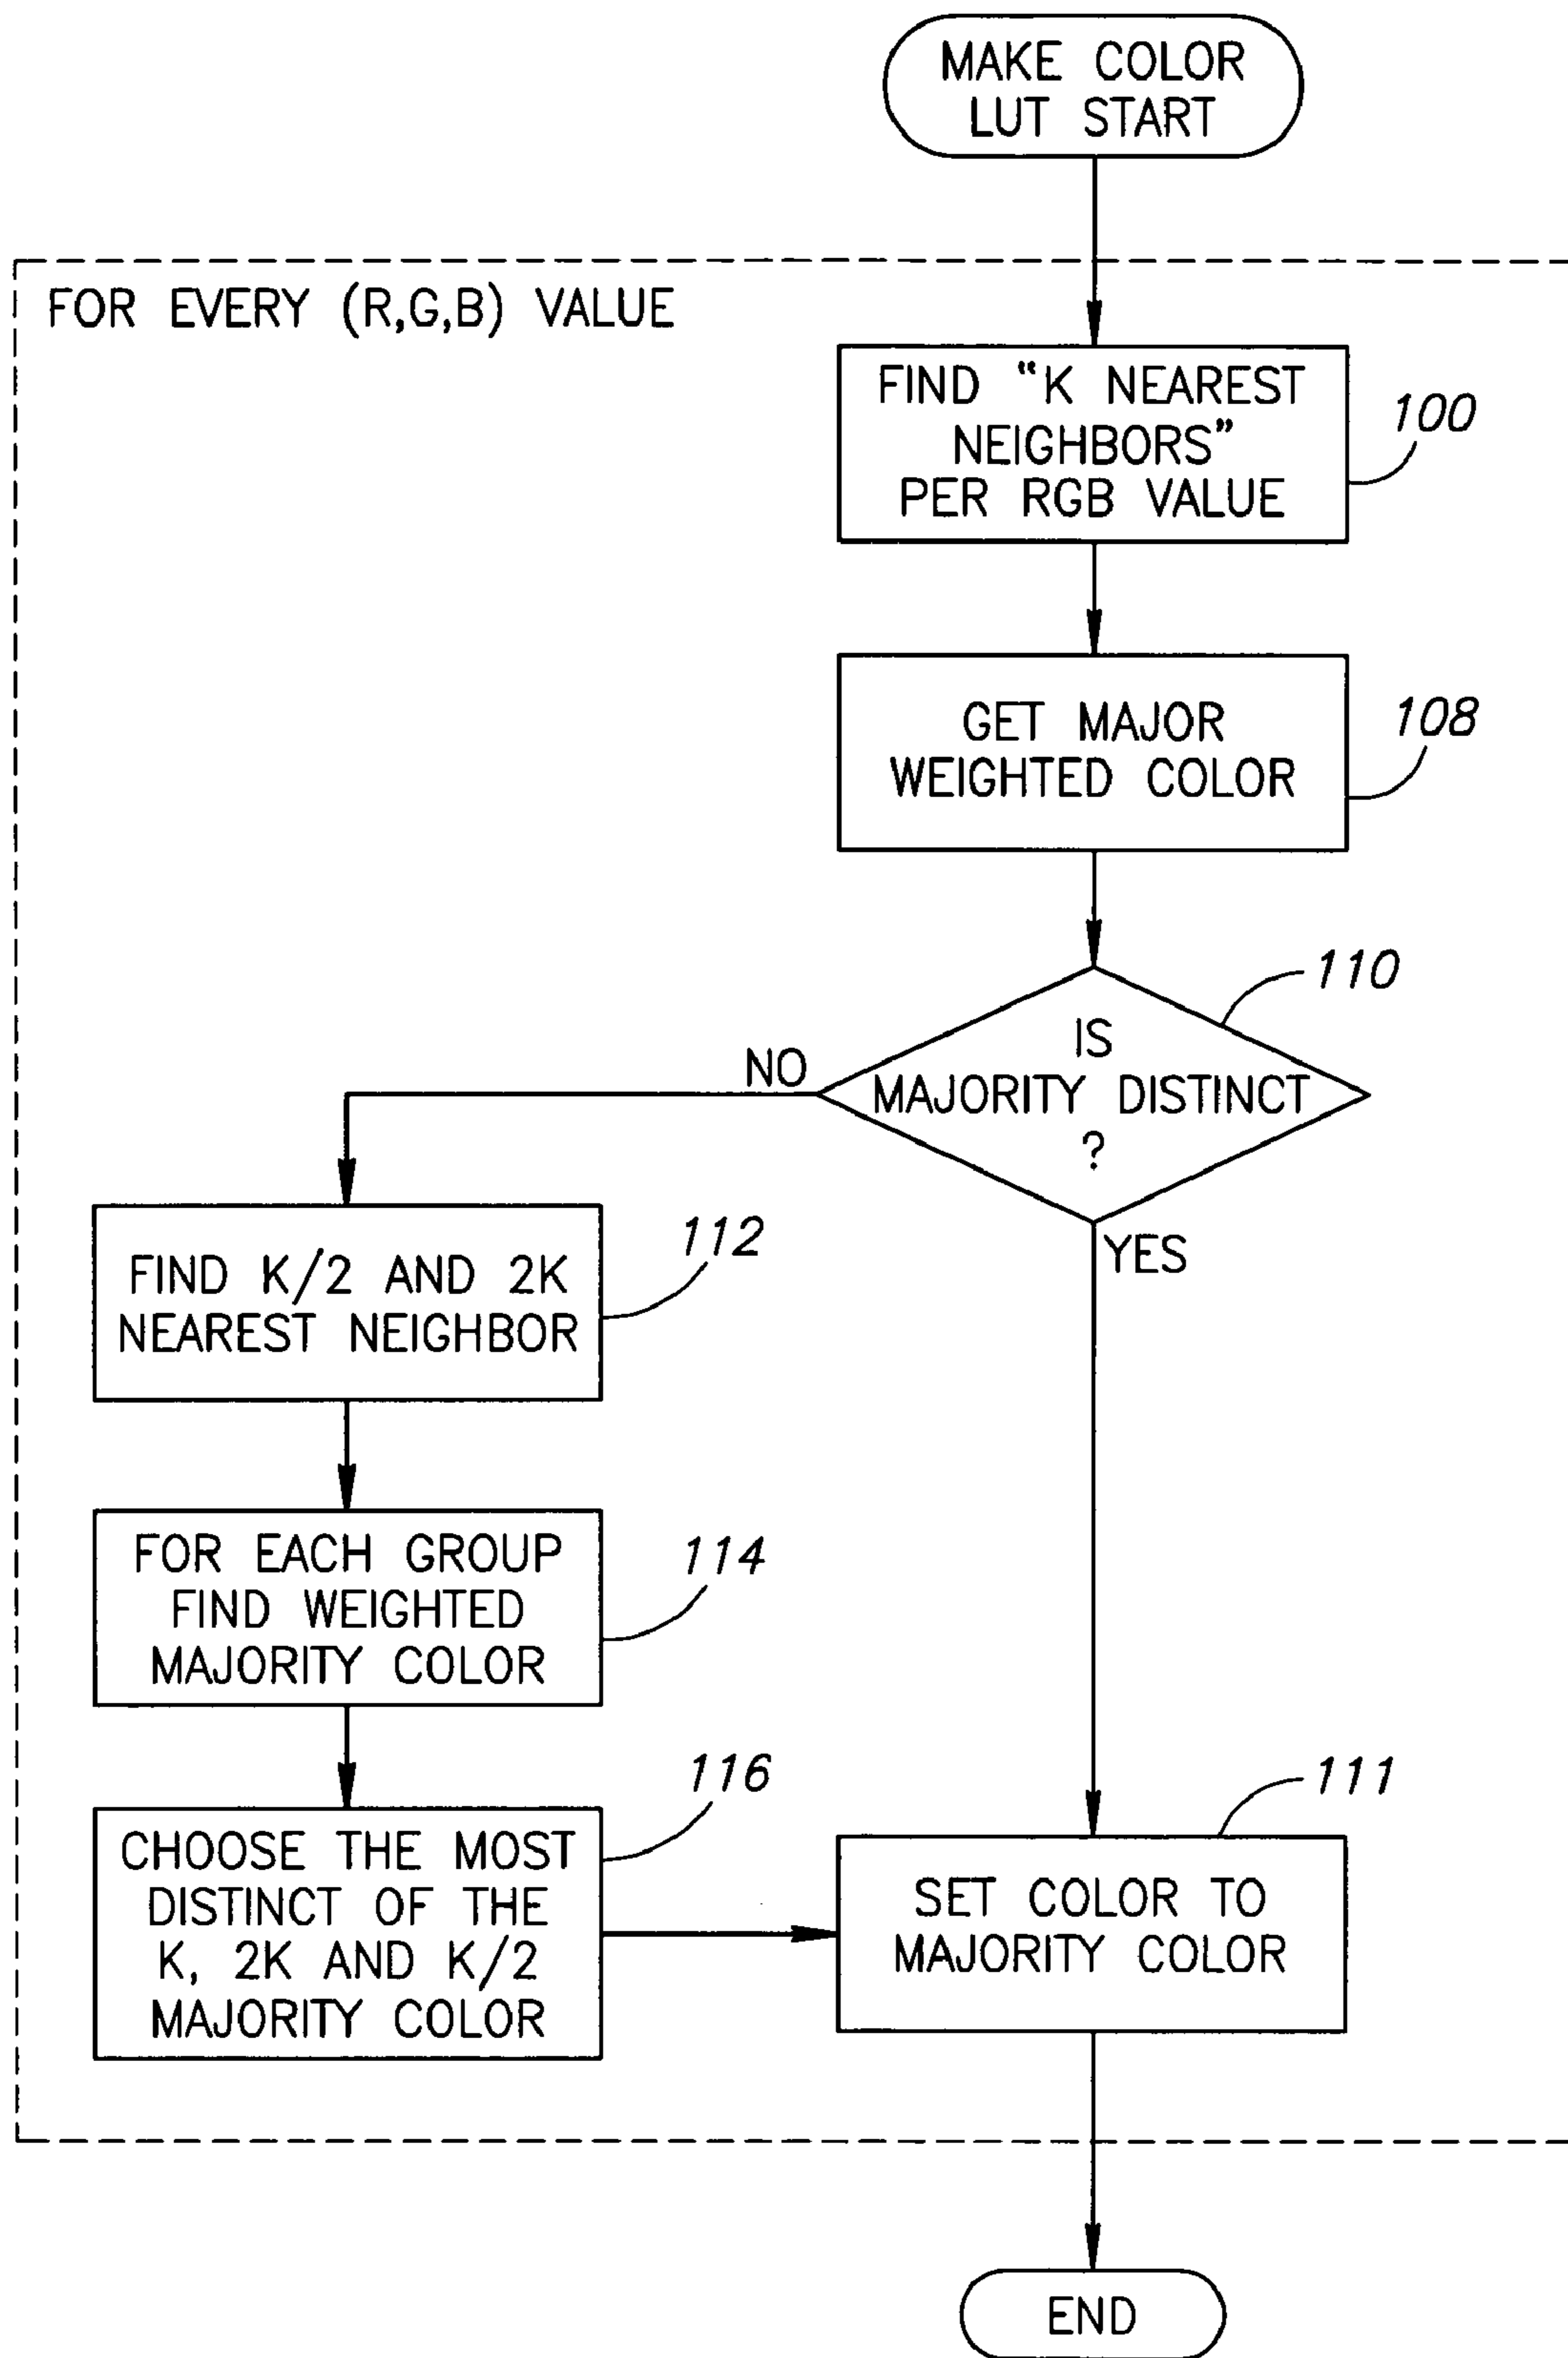 MAKE COLOR
LUT START
FOR EVERY (R,G,B) VALUE
FIND “K NEAREST
NEIGHBORS”
PER RGB VALUE
100
GET MAJOR
WEIGHTED COLOR
108
110
IS
MAJORITY DISTINCT
?
NO
YES
FIND K/2 AND 2K
NEAREST NEIGHBOR
112
FOR EACH GROUP
FIND WEIGHTED
MAJORITY COLOR
114
CHOOSE THE MOST
DISTINCT OF THE
K, 2K AND K/2
MAJORITY COLOR
116
111
SET COLOR TO
MAJORITY COLOR
END